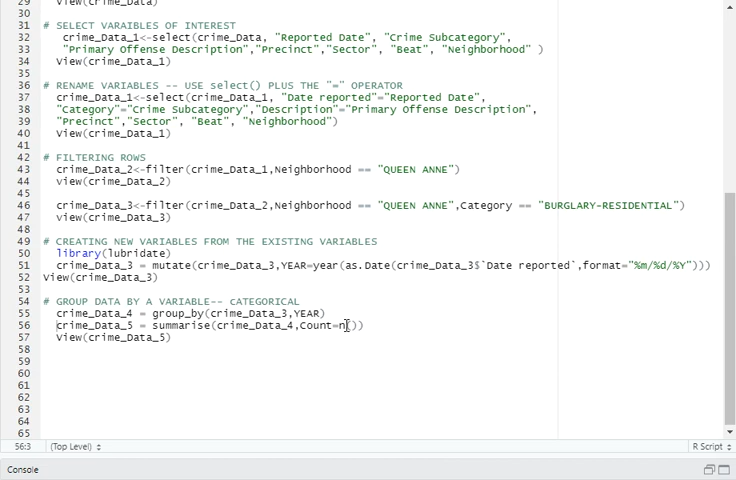 29 View(crime_Data)
30
31 # SELECT VARAIBLES OF INTEREST
32 crime_Data_1<-select(crime_Data, "Reported Date", "Crime Subcategory",
33 "Primary Offense Description","Precinct","Sector", "Beat", "Neighborhood" )
34 View(crime_Data_1)
35
36 # RENAME VARIABLES -- USE select() PLUS THE "=" OPERATOR
37 crime_Data_1<-select(crime_Data_1, "Date reported"="Reported Date",
38 "Category"="Crime Subcategory","Description"="Primary Offense Description",
39 "Precinct","Sector", "Beat", "Neighborhood")
40 View(crime_Data_1)
41
42 # FILTERING ROWS
43 crime_Data_2<-filter(crime_Data_1,Neighborhood == "QUEEN ANNE")
44 view(crime_Data_2)
45
46 crime_Data_3<-filter(crime_Data_2,Neighborhood == "QUEEN ANNE",Category == "BURGLARY-RESIDENTIAL")
47 view(crime_Data_3)
48
49 # CREATING NEW VARIABLES FROM THE EXISTING VARIABLES
50 library(lubridate)
51 crime_Data_3 = mutate(crime_Data_3,YEAR=year(as.Date(crime_Data_3$`Date reported`,format="%m/%d/%Y")))
52 View(crime_Data_3)
53
54 # GROUP DATA BY A VARIABLE-- CATEGORICAL
55 crime_Data_4 = group_by(crime_Data_3,YEAR)
56 crime_Data_5 = summarise(crime_Data_4,Count=n())
57 View(crime_Data_5)
58
59
60
61
62
63
64
65
56:3 (Top Level) R Script
Console